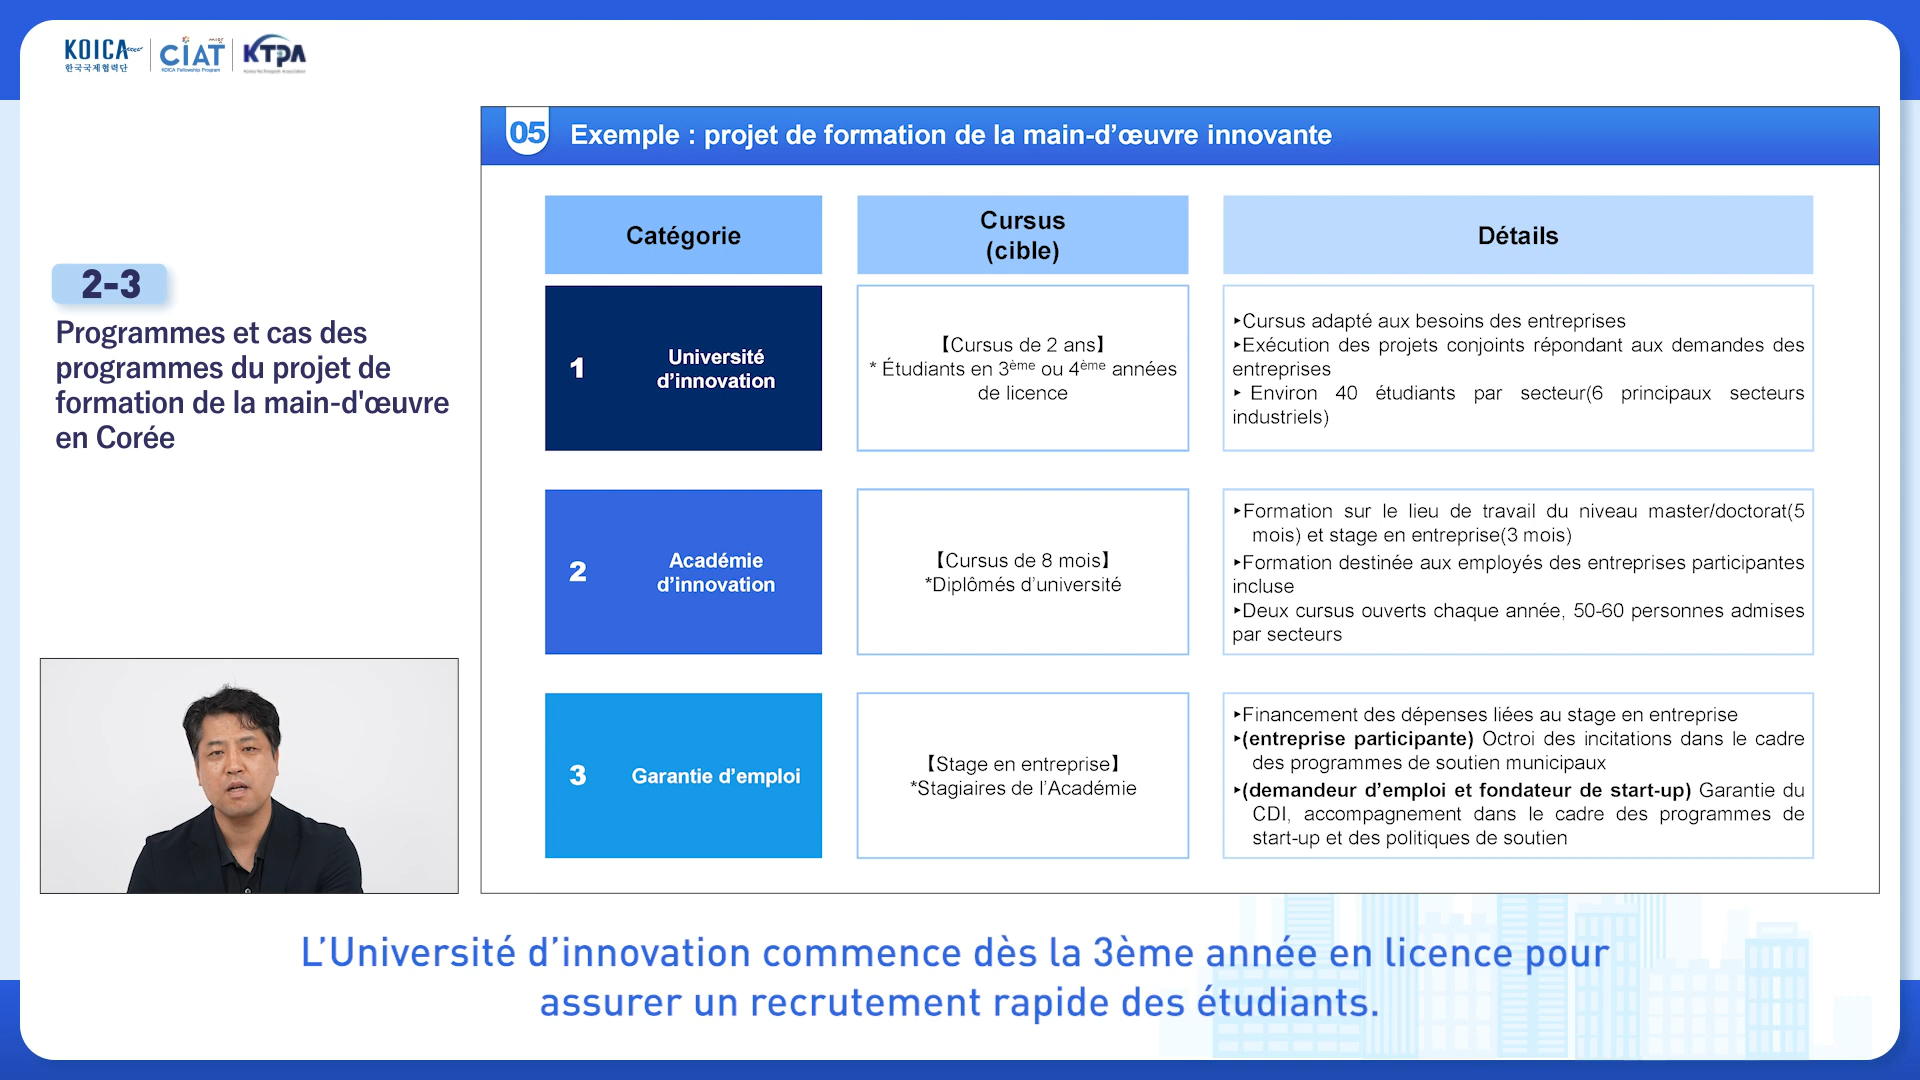 KOICA
한국국제협력단
CIAT
KOICA Fellowship Program
KTPA
05
Exemple : projet de formation de la main-d’œuvre innovante
2-3
Programmes et cas des
programmes du projet de
formation de la main-d'œuvre
en Corée
Catégorie
Cursus
(cible)
Détails
1
Université
d’innovation
【Cursus de 2 ans】
* Étudiants en 3ème ou 4ème années
de licence
‣Cursus adapté aux besoins des entreprises
‣Exécution des projets conjoints répondant aux demandes des
entreprises
‣ Environ 40 étudiants par secteur(6 principaux secteurs
industriels)
2
Académie
d’innovation
【Cursus de 8 mois】
*Diplômés d’université
‣Formation sur le lieu de travail du niveau master/doctorat(5
mois) et stage en entreprise(3 mois)
‣Formation destinée aux employés des entreprises participantes
incluse
‣Deux cursus ouverts chaque année, 50-60 personnes admises
par secteurs
3
Garantie d’emploi
【Stage en entreprise】
*Stagiaires de l’Académie
‣Financement des dépenses liées au stage en entreprise
‣(entreprise participante) Octroi des incitations dans le cadre
des programmes de soutien municipaux
‣(demandeur d’emploi et fondateur de start-up) Garantie du
CDI, accompagnement dans le cadre des programmes de
start-up et des politiques de soutien
L’Université d’innovation commence dès la 3ème année en licence pour
assurer un recrutement rapide des étudiants.